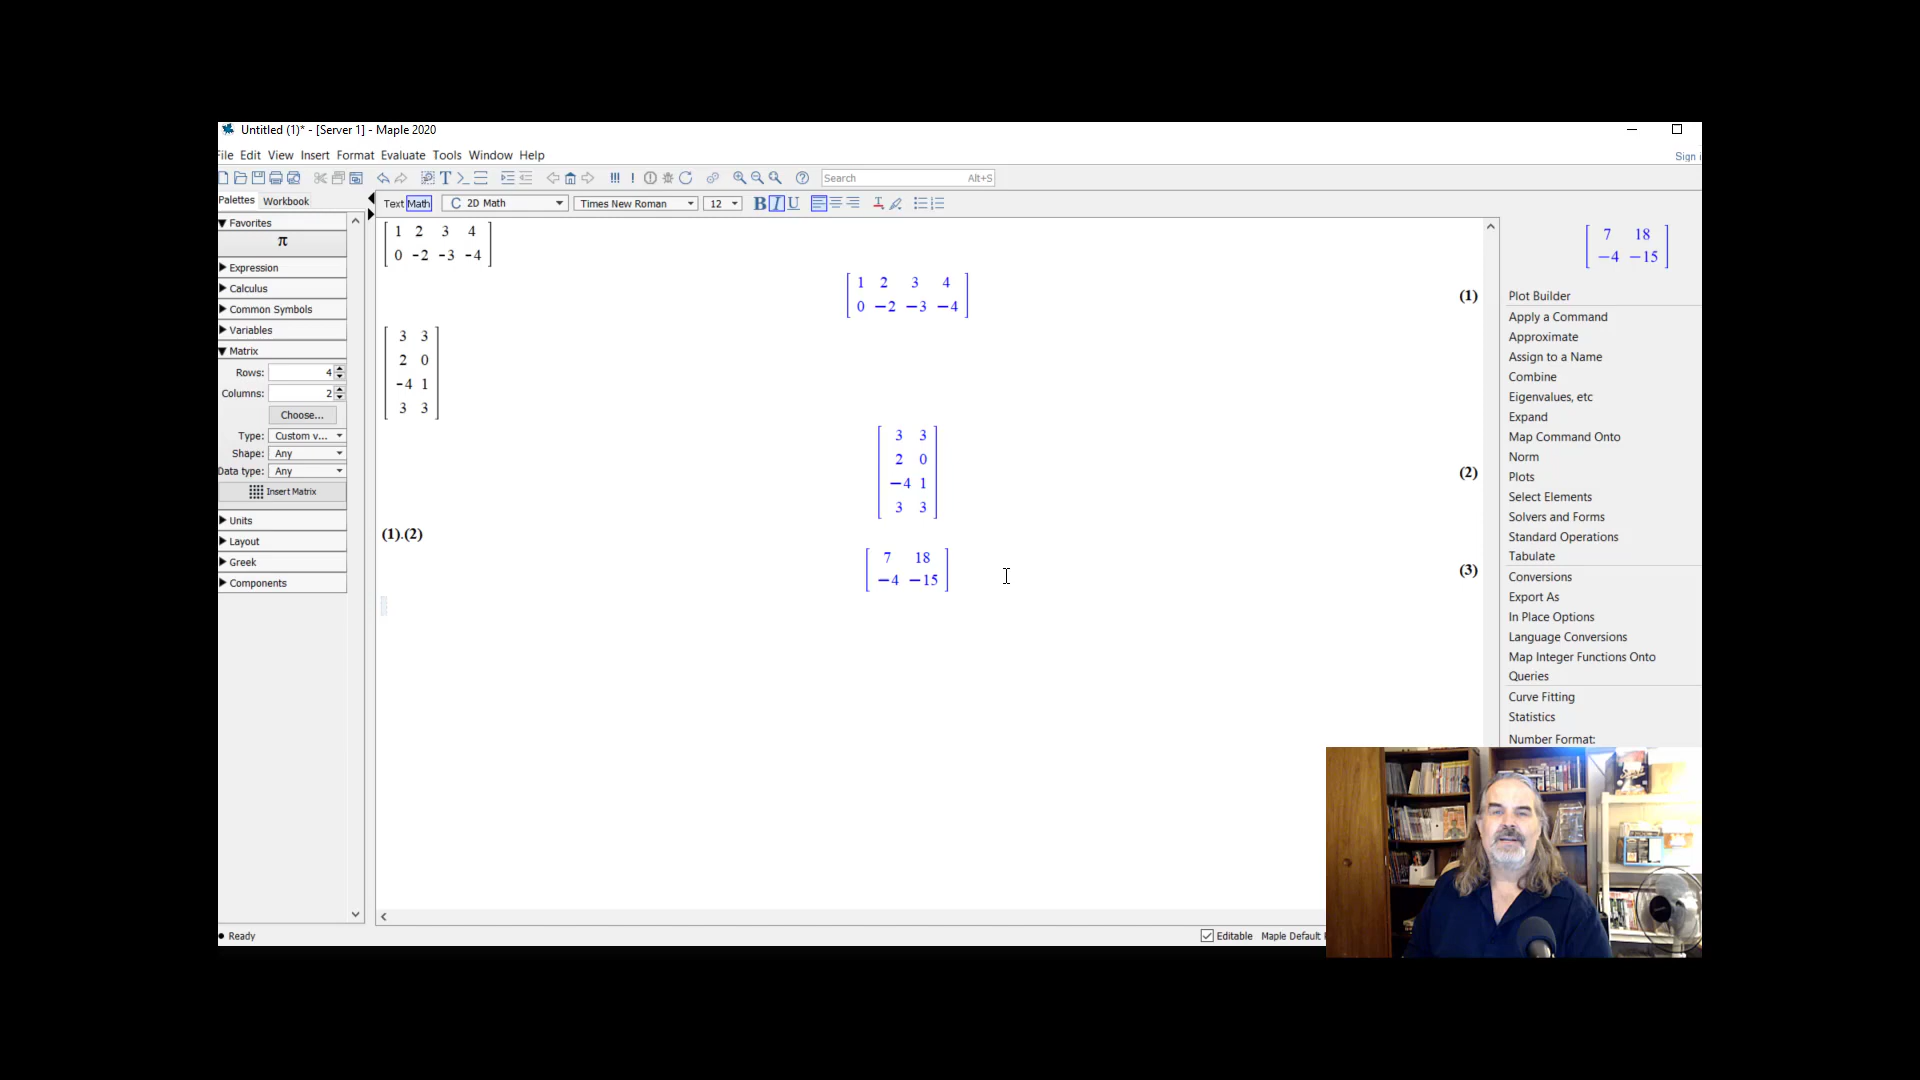 Untitled (1)* - [Server 1] - Maple 2020
File Edit View Insert Format Evaluate Tools Window Help
Sign i
Search Alt+S
Palettes Workbook
Text Math C 2D Math Times New Roman 12 B I U
Favorites
π
Expression
Calculus
Common Symbols
Variables
Matrix
Rows: 4
Columns: 2
Choose...
Type: Custom v...
Shape: Any
Data type: Any
Insert Matrix
Units
Layout
Greek
Components
1 2 3 4
0 -2 -3 -4
1 2 3 4
0 -2 -3 -4
(1)
3 3
2 0
-4 1
3 3
3 3
2 0
-4 1
3 3
(2)
(1).(2)
7 18
-4 -15
(3)
7 18
-4 -15
Plot Builder
Apply a Command
Approximate
Assign to a Name
Combine
Eigenvalues, etc
Expand
Map Command Onto
Norm
Plots
Select Elements
Solvers and Forms
Standard Operations
Tabulate
Conversions
Export As
In Place Options
Language Conversions
Map Integer Functions Onto
Queries
Curve Fitting
Statistics
Number Format:
Ready
Editable Maple Default